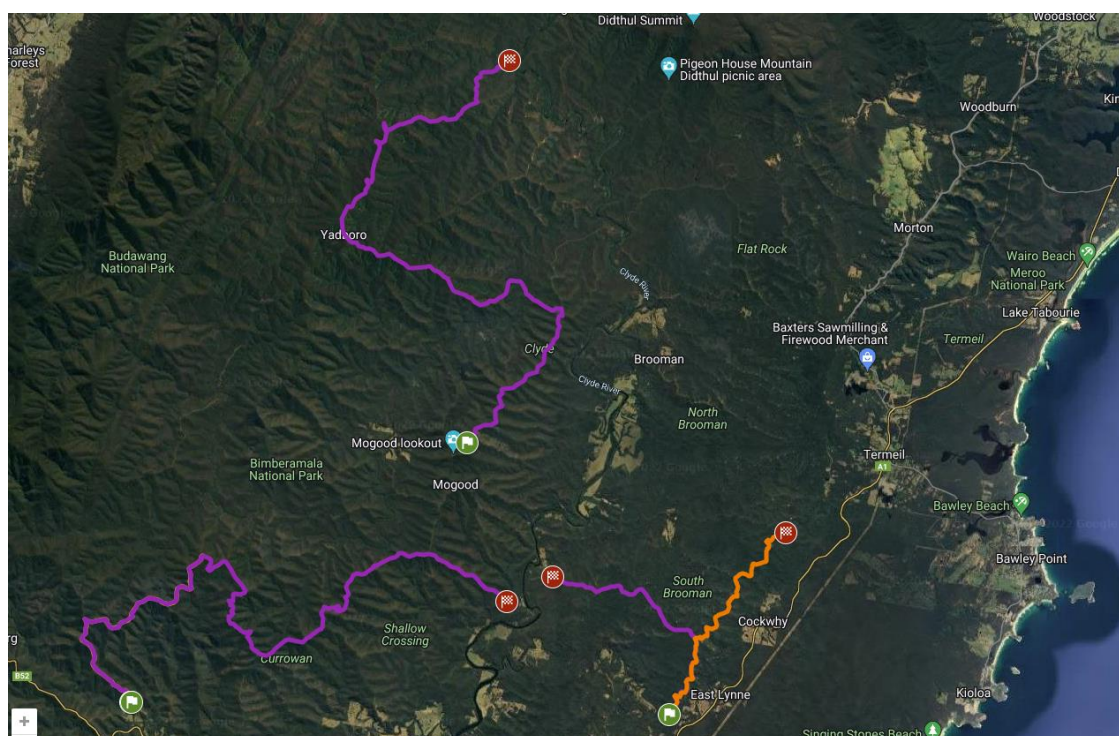 Didthul Summit
Woodstock
harleys
Forest
Pigeon House Mountain
Didthul picnic area
Woodburn
Morton
Yadboro
Flat Rock
Budawang
National Park
Wairo Beach
Meroo
National Park
Clyde River
Lake Tabourie
Baxters Sawmilling &
Firewood Merchant
Termeil
Clyde
Brooman
Clyde River
North
Brooman
Mogood lookout
Termeil
A1
Bimberamala
National Park
Mogood
Bawley Beach
Bawley Point
South
Brooman
Shallow
Crossing
Cockwhy
rg
Currowan
B52
East Lynne
Kioloa
+
Singing Stones Beach